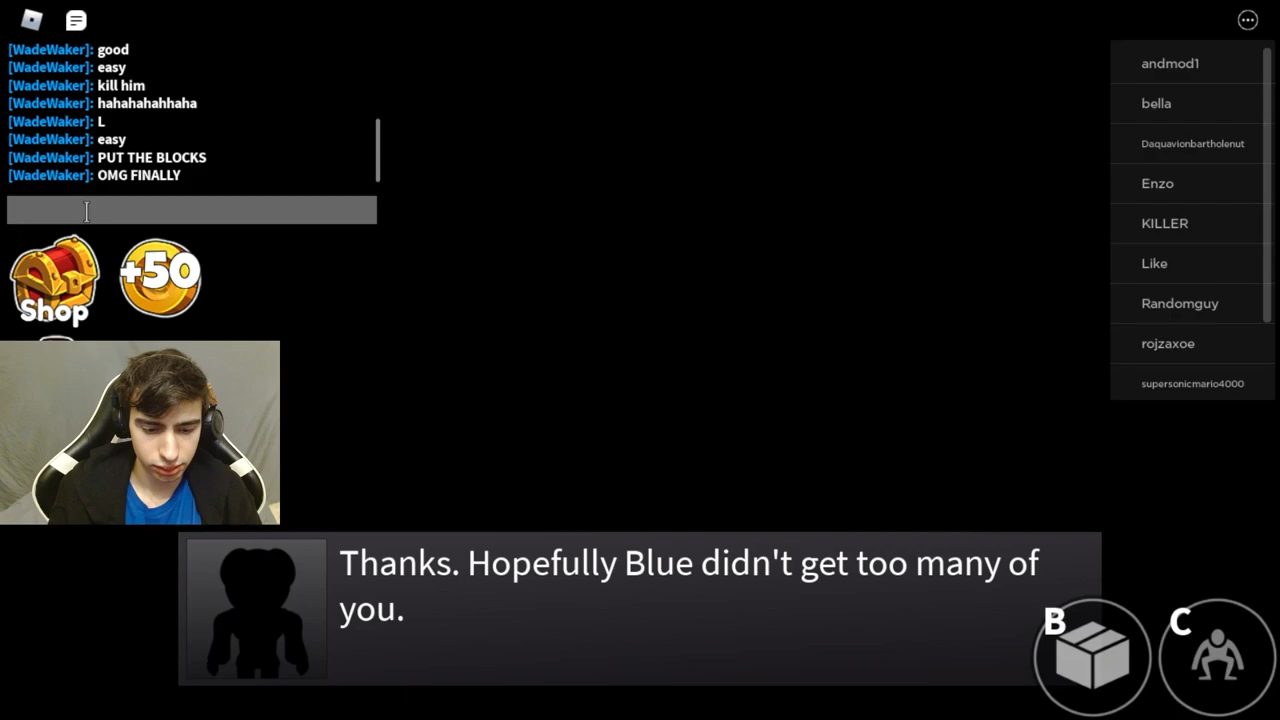 [WadeWaker]: good
[WadeWaker]: easy
[WadeWaker]: kill him
[WadeWaker]: hahahahahhaha
[WadeWaker]: L
[WadeWaker]: easy
[WadeWaker]: PUT THE BLOCKS
[WadeWaker]: OMG FINALLY
Shop
+50
andmod1
bella
Daquavionbartholenut
Enzo
KILLER
Like
Randomguy
rojzaxoe
supersonicmario4000
Thanks. Hopefully Blue didn't get too many of
you.
B
C